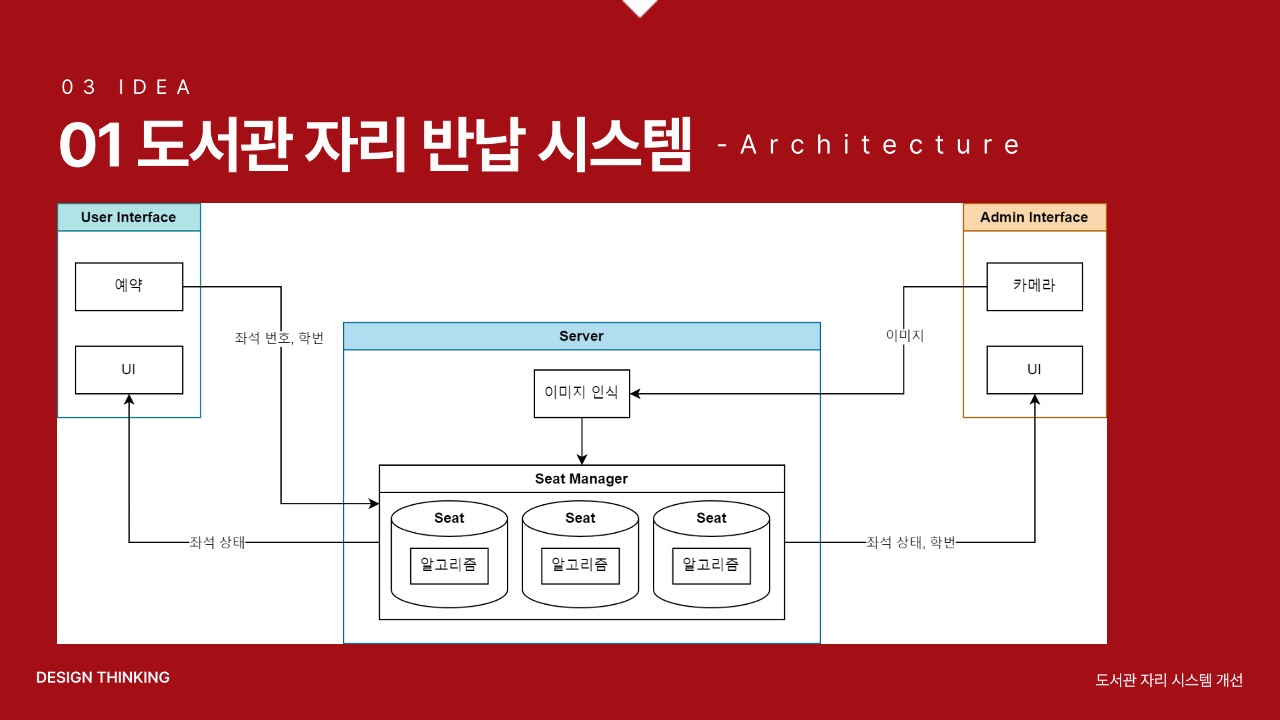 03 IDEA
01 도서관 자리 반납 시스템 - Architecture
User Interface
예약
UI
좌석 번호, 학번
좌석 상태
Server
이미지 인식
Seat Manager
Seat
알고리즘
Seat
알고리즘
Seat
알고리즘
Admin Interface
카메라
UI
이미지
좌석 상태, 학번
DESIGN THINKING
도서관 자리 시스템 개선